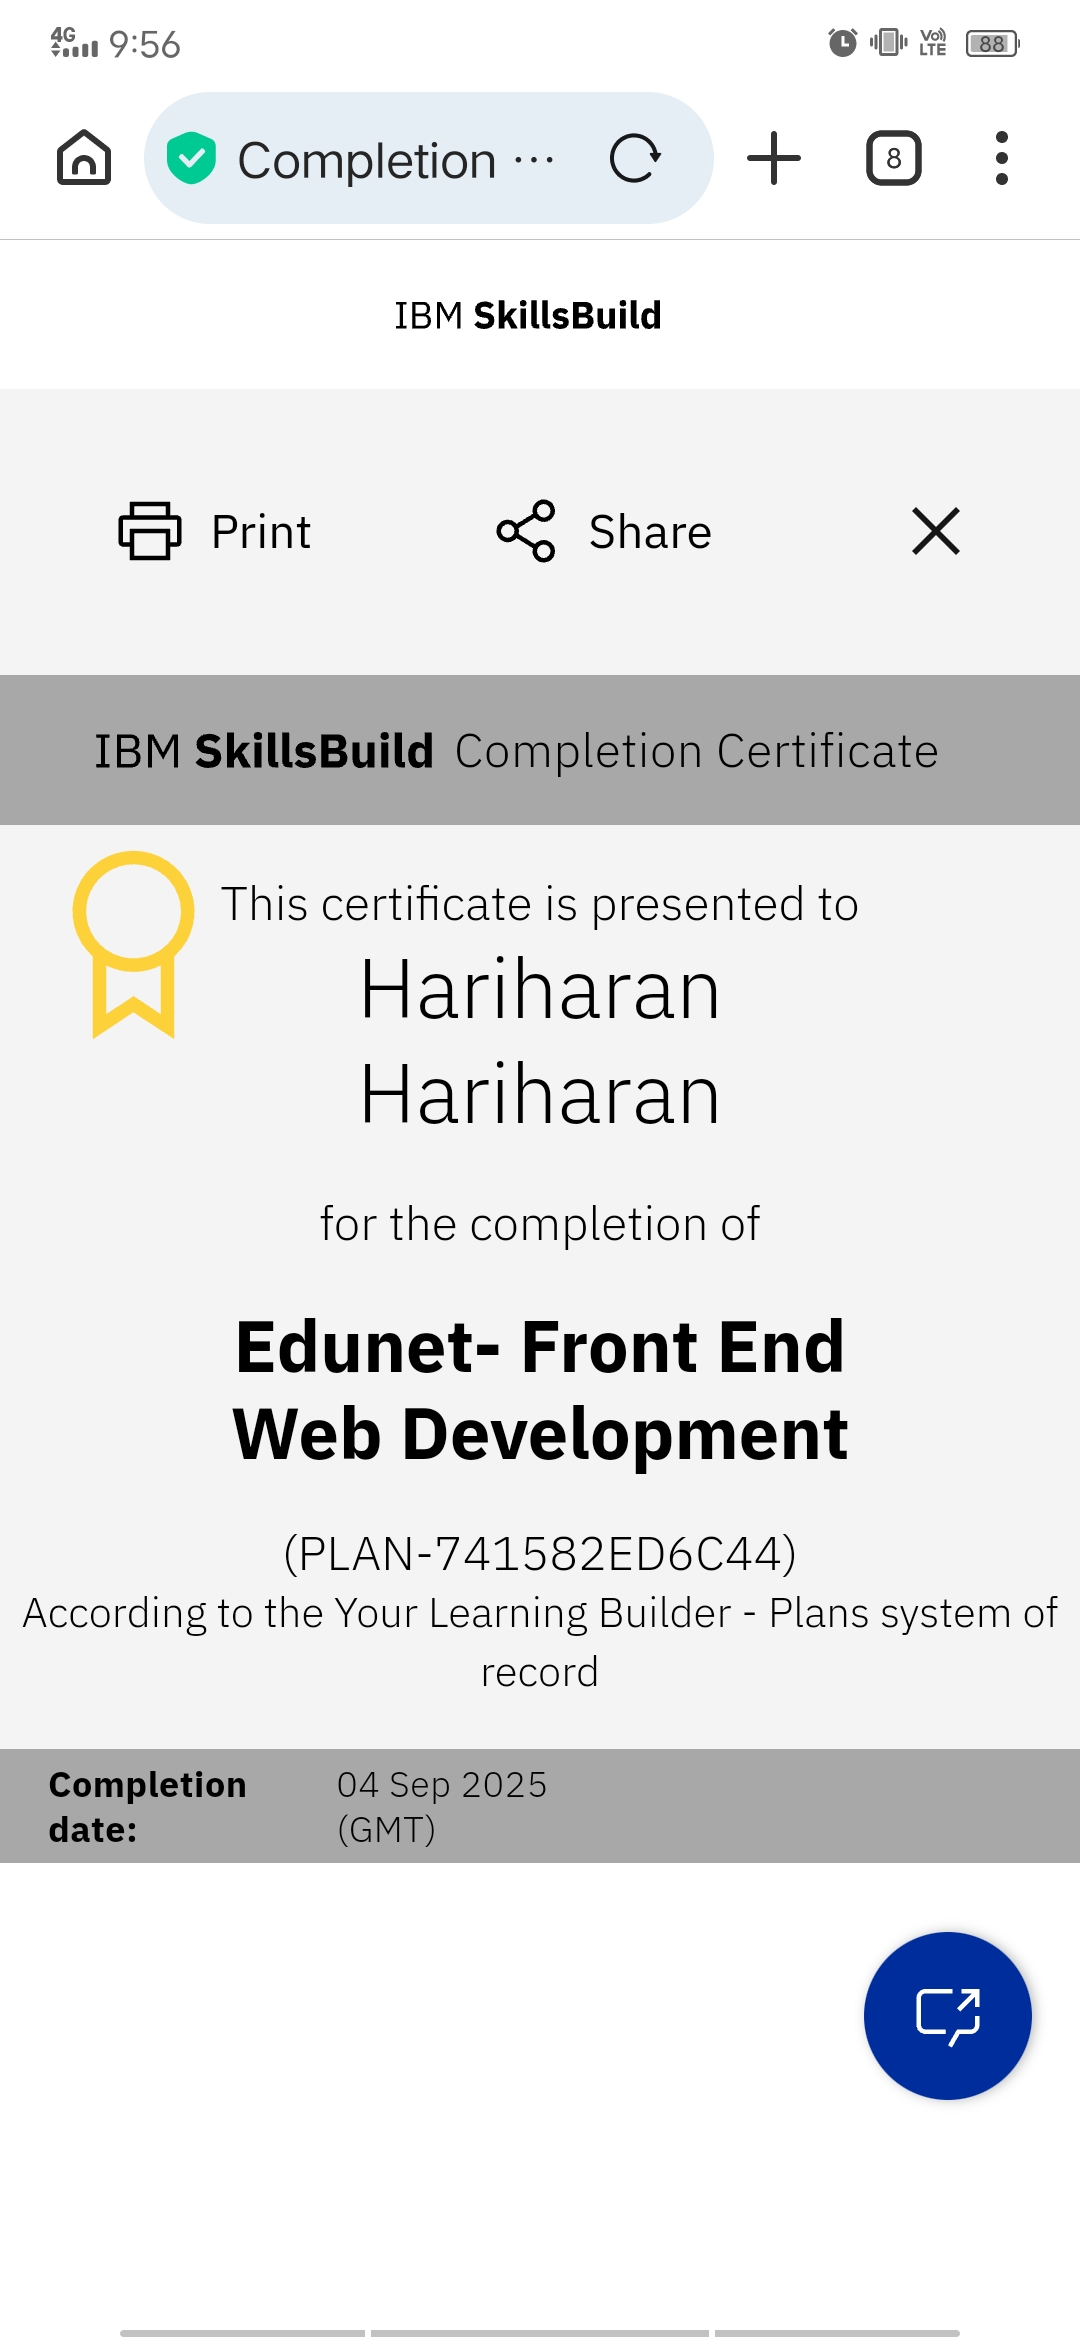 4G 9:56 Vo) LTE 88
Completion ... 8
IBM SkillsBuild
Print Share
IBM SkillsBuild Completion Certificate
This certificate is presented to
Hariharan
Hariharan
for the completion of
Edunet- Front End
Web Development
(PLAN-741582ED6C44)
According to the Your Learning Builder - Plans system of
record
Completion 04 Sep 2025
date: (GMT)